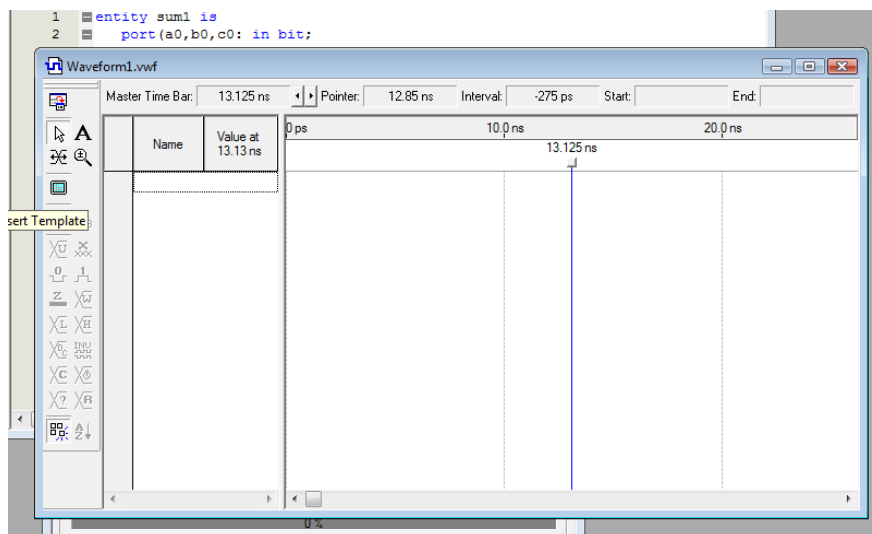 1 entity sum1 is
2 port(a0,b0,c0: in bit;
Waveform1.vwf
Master Time Bar: 13.125 ns Pointer: 12.85 ns Interval: -275 ps Start: End:
A
Name
Value at
13.13 ns
0 ps 10.0 ns 20.0 ns
13.125 ns
sert Template
0 %